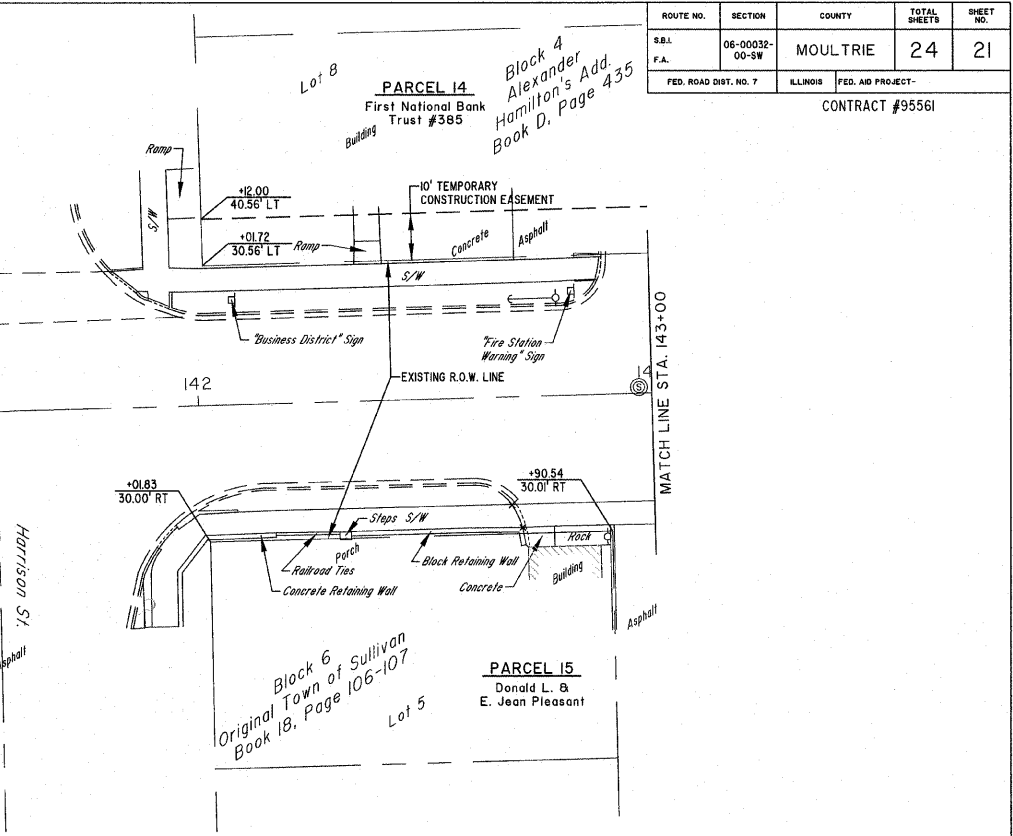 ROUTE NO. SECTION COUNTY TOTAL SHEETS SHEET NO.
S.B.I.
F.A.
06-00032-
00-SW
MOULTRIE 24 21
FED. ROAD DIST. NO. 7 ILLINOIS FED. AID PROJECT-
CONTRACT #95561
Lot 8
PARCEL 14
First National Bank
Trust #385
Building
Block 4
Alexander
Hamilton's Add.
Book D, Page 435
Ramp
S/W
+12.00
40.56' LT
+01.72
30.56' LT
Ramp
10' TEMPORARY
CONSTRUCTION EASEMENT
Concrete
Asphalt
S/W
"Business District" Sign
"Fire Station
Warning" Sign
EXISTING R.O.W. LINE
142
14
S
MATCH LINE STA. 143+00
+01.83
30.00' RT
+90.54
30.01' RT
Steps S/W
Porch
Railroad Ties
Concrete Retaining Wall
Block Retaining Wall
Concrete
Rock
Building
Asphalt
Harrison St.
sphalt
Block 6
Original Town of Sullivan
Book 18, Page 106-107
Lot 5
PARCEL 15
Donald L. &
E. Jean Pleasant